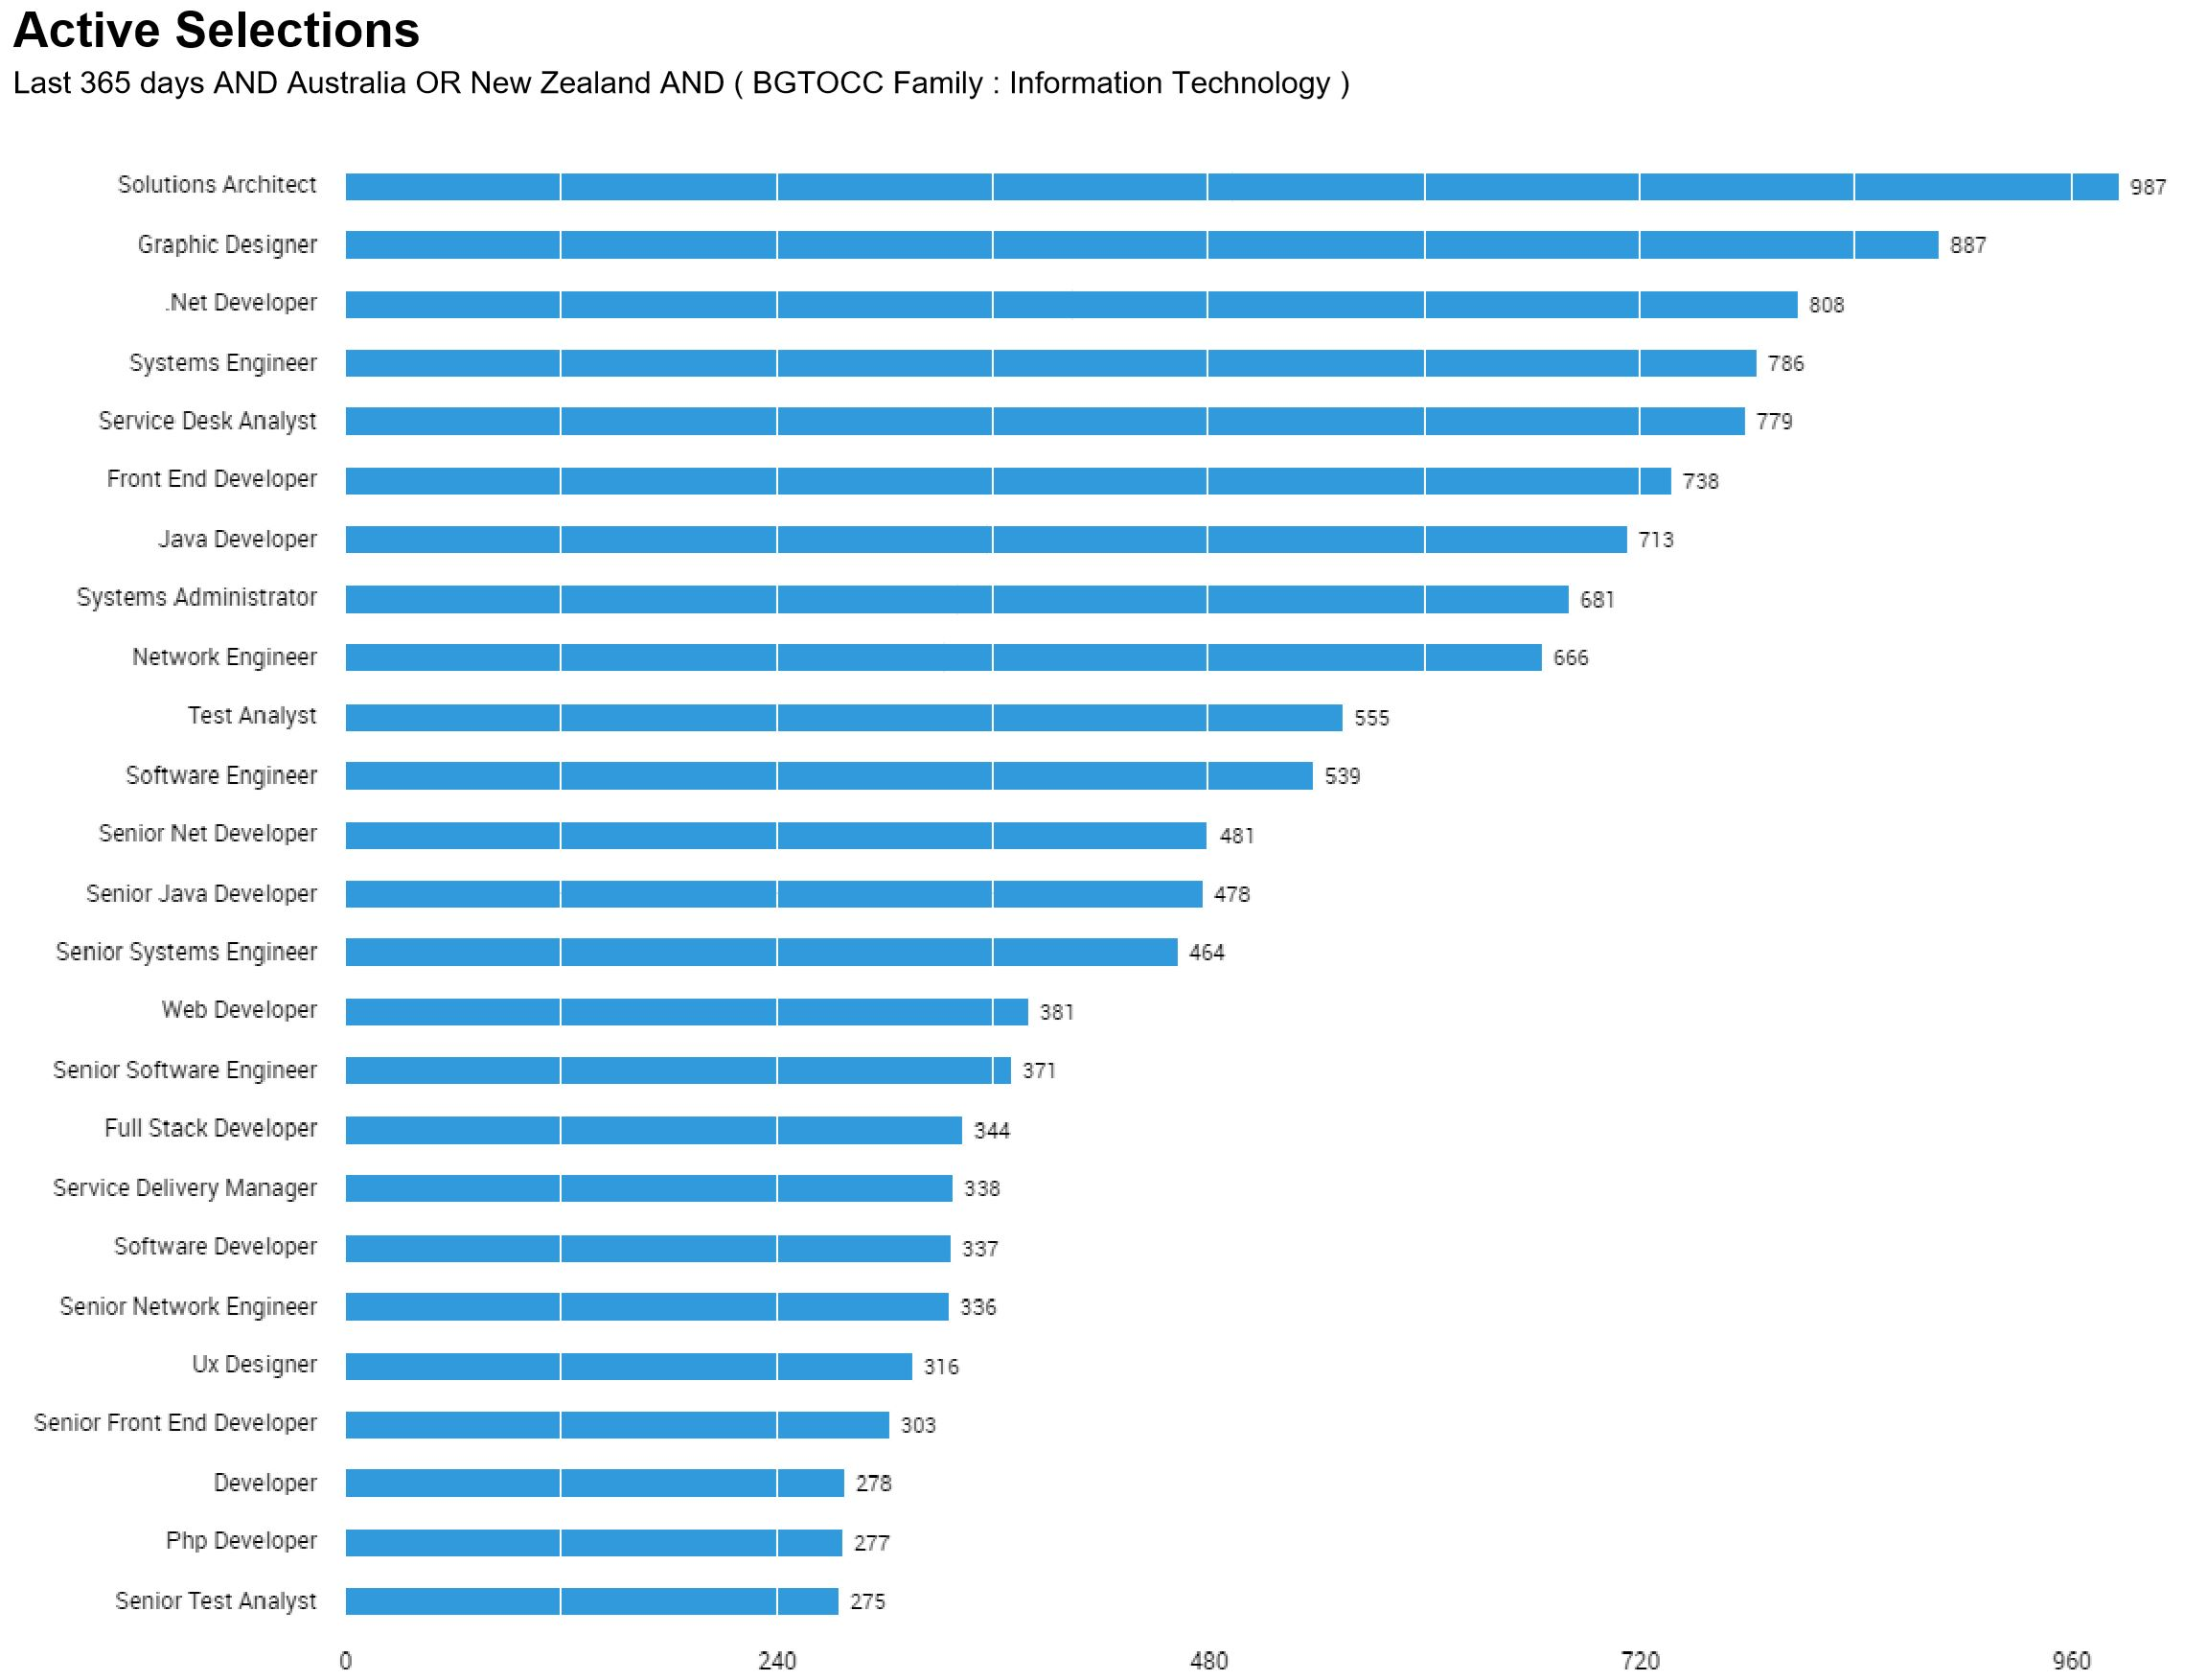 Active Selections
Last 365 days AND Australia OR New Zealand AND ( BGTOCC Family : Information Technology )
Solutions Architect 987
Graphic Designer 887
.Net Developer 808
Systems Engineer 786
Service Desk Analyst 779
Front End Developer 738
Java Developer 713
Systems Administrator 681
Network Engineer 666
Test Analyst 555
Software Engineer 539
Senior Net Developer 481
Senior Java Developer 478
Senior Systems Engineer 464
Web Developer 381
Senior Software Engineer 371
Full Stack Developer 344
Service Delivery Manager 338
Software Developer 337
Senior Network Engineer 336
Ux Designer 316
Senior Front End Developer 303
Developer 278
Php Developer 277
Senior Test Analyst 275
0 240 480 720 960